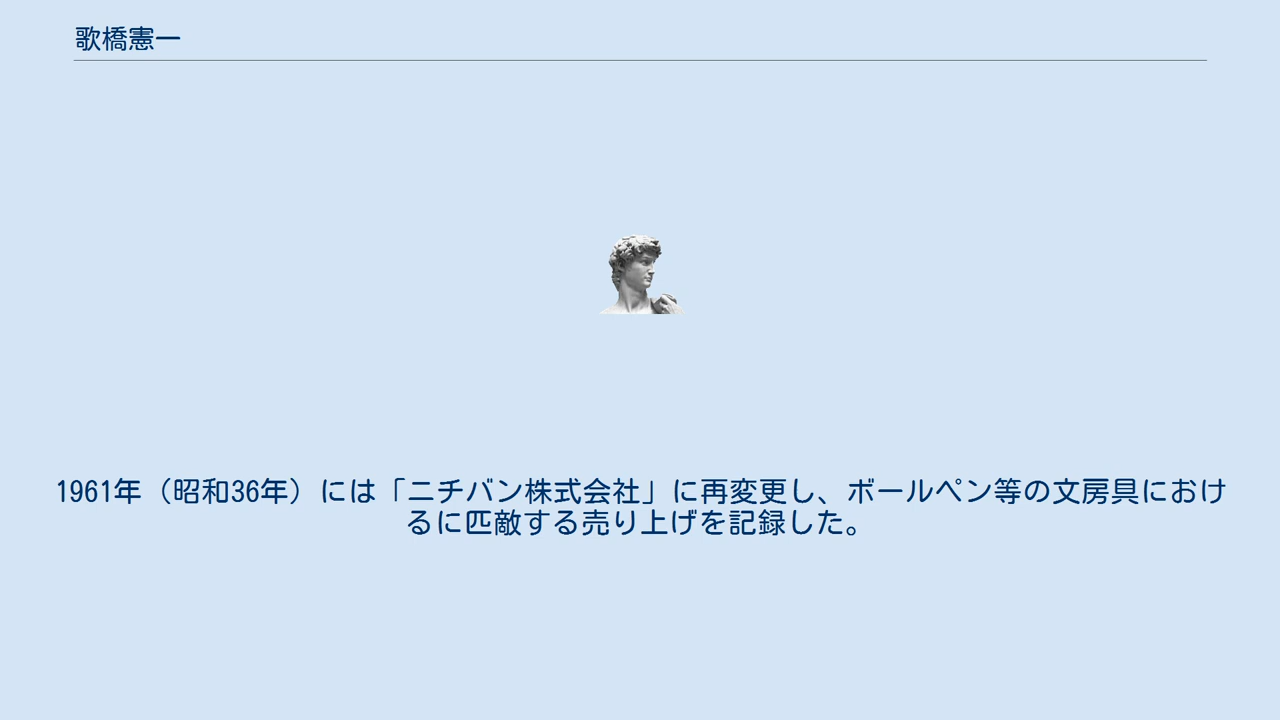 歌橋憲一
1961年（昭和36年）には「ニチバン株式会社」に再変更し、ボールペン等の文房具におけ
るに匹敵する売り上げを記録した。